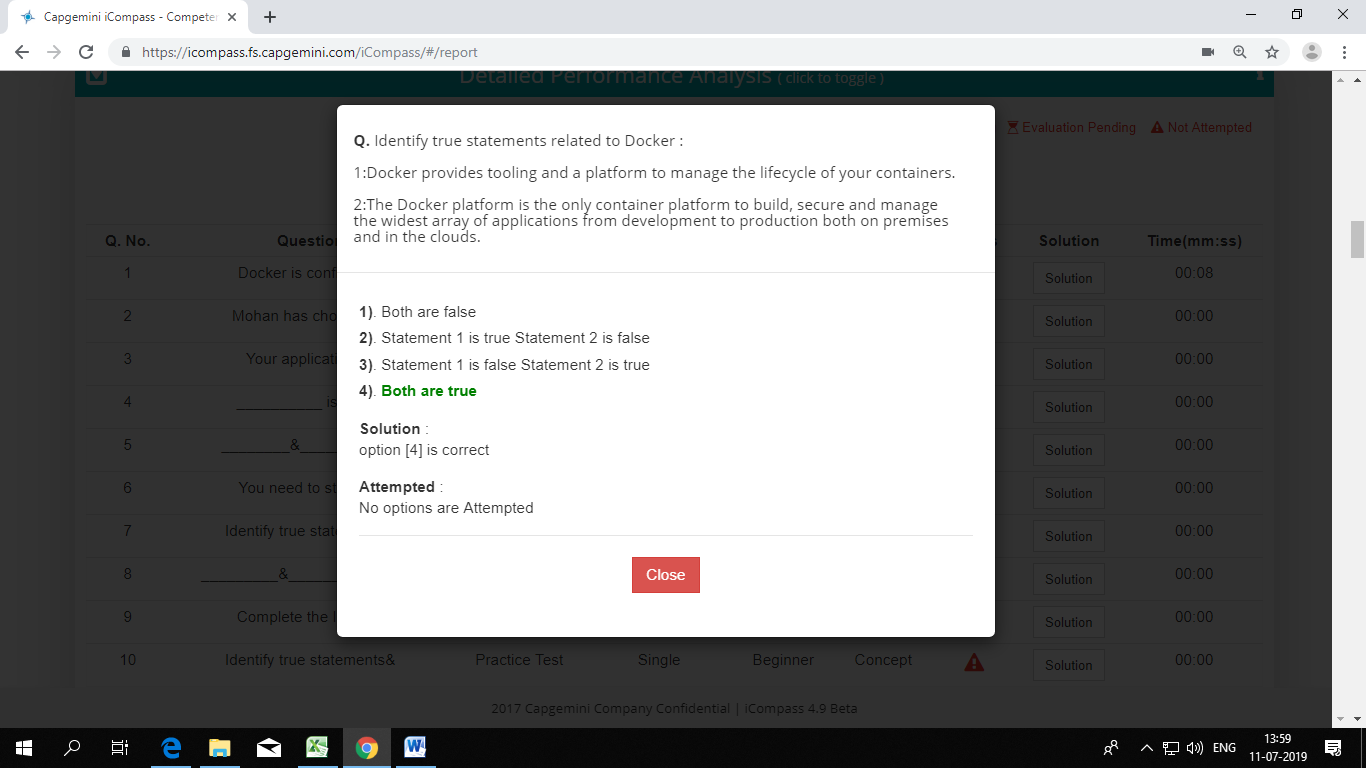 Capgemini iCompass - Competen
https://icompass.fs.capgemini.com/iCompass/#/report
Detailed Performance Analysis ( click to toggle )
Evaluation Pending Not Attempted
Q. Identify true statements related to Docker :
1:Docker provides tooling and a platform to manage the lifecycle of your containers.
2:The Docker platform is the only container platform to build, secure and manage
the widest array of applications from development to production both on premises
and in the clouds.
1). Both are false
2). Statement 1 is true Statement 2 is false
3). Statement 1 is false Statement 2 is true
4). Both are true
Solution :
option [4] is correct
Attempted :
No options are Attempted
Close
Q. No. Solution Time(mm:ss)
1 Docker is Solution 00:08
2 Mohan has Solution 00:00
3 Your Solution 00:00
4 __________ is Solution 00:00
5 ________&____ Solution 00:00
6 You need to Solution 00:00
7 Identify true Solution 00:00
8 _________&______ Solution 00:00
9 Complete the Solution 00:00
10 Identify true statements& Practice Test Single Beginner Concept Solution 00:00
2017 Capgemini Company Confidential | iCompass 4.9 Beta
ENG
13:59
11-07-2019